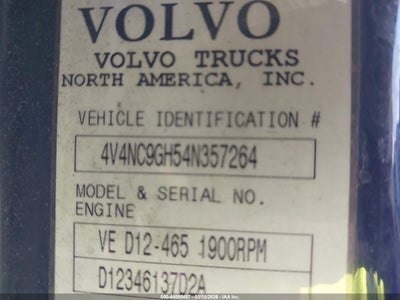 VOLVO
VOLVO TRUCKS
NORTH AMERICA, INC.
VEHICLE IDENTIFICATION #
4V4NC9GH54N357264
MODEL & SERIAL NO.
ENGINE
VE D12-465 1900RPM
D12346137D2A